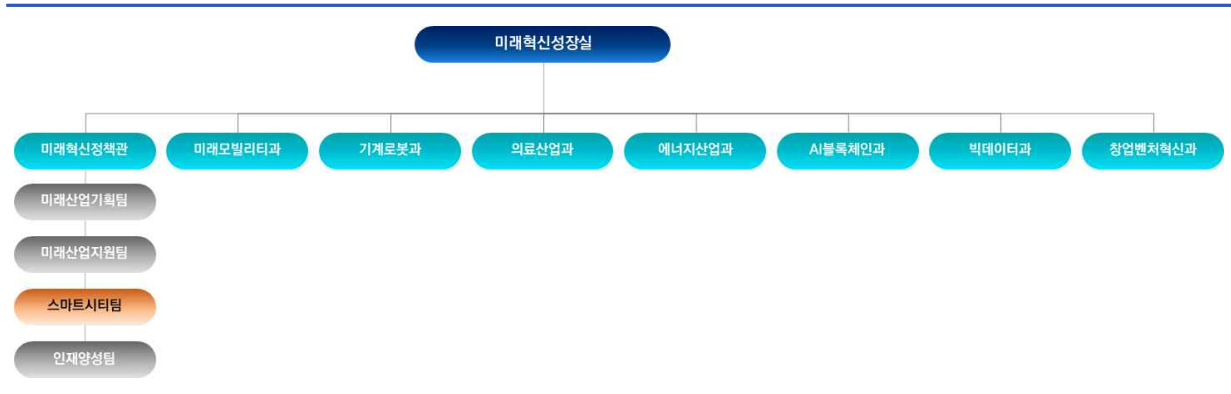 미래혁신성장실
미래혁신정책관
미래모빌리티과
기계로봇과
의료산업과
에너지산업과
AI블록체인과
빅데이터과
창업벤처혁신과
미래산업기획팀
미래산업지원팀
스마트시티팀
인재양성팀